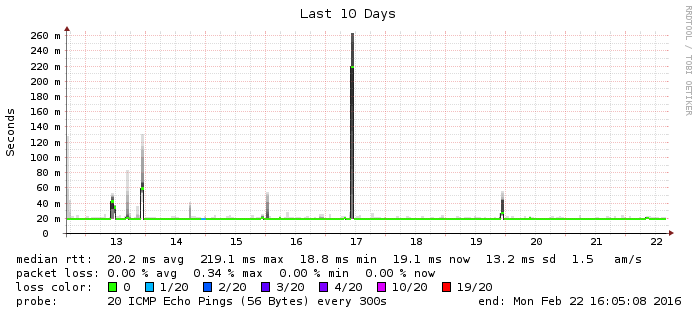 Last 10 Days
RRDTOOL / TOBI OETIKER
Seconds
260 m
240 m
220 m
200 m
180 m
160 m
140 m
120 m
100 m
80 m
60 m
40 m
20 m
0
13 14 15 16 17 18 19 20 21 22
median rtt: 20.2 ms avg 219.1 ms max 18.8 ms min 19.1 ms now 13.2 ms sd 1.5 am/s
packet loss: 0.00 % avg 0.34 % max 0.00 % min 0.00 % now
loss color: 0 1/20 2/20 3/20 4/20 10/20 19/20
probe: 20 ICMP Echo Pings (56 Bytes) every 300s end: Mon Feb 22 16:05:08 2016